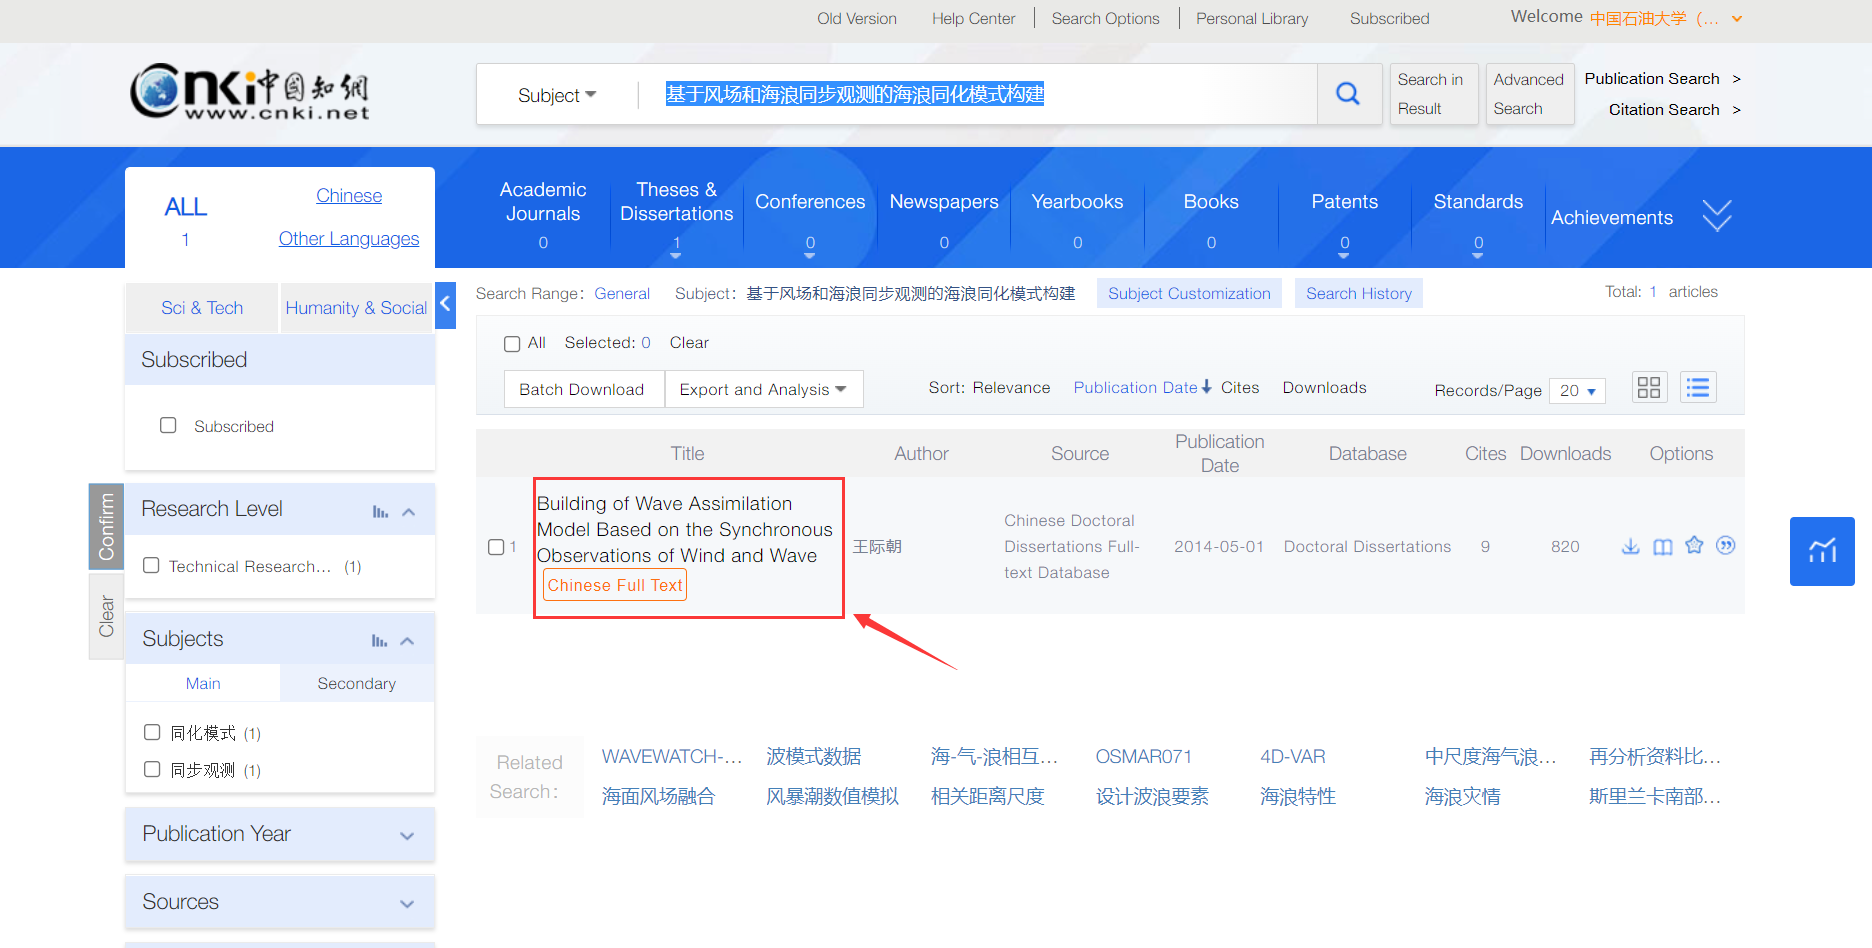 Old Version Help Center Search Options Personal Library Subscribed Welcome 中国石油大学（...
CNKI中国知網
www.cnki.net
Subject 基于风场和海浪同步观测的海浪同化模式构建
Search in
Result
Advanced
Search
Publication Search >
Citation Search >
ALL
1
Chinese
Other Languages
Academic
Journals
0
Theses &
Dissertations
1
Conferences
0
Newspapers
0
Yearbooks
0
Books
0
Patents
0
Standards
0
Achievements
Sci & Tech Humanity & Social
Search Range: General Subject: 基于风场和海浪同步观测的海浪同化模式构建 Subject Customization Search History Total: 1 articles
Subscribed
Subscribed
Confirm
Clear
Research Level
Technical Research... (1)
Subjects
Main Secondary
同化模式 (1)
同步观测 (1)
Publication Year
Sources
All Selected: 0 Clear
Batch Download Export and Analysis Sort: Relevance Publication Date Cites Downloads Records/Page 20
Title Author Source Publication Date Database Cites Downloads Options
1
Building of Wave Assimilation
Model Based on the Synchronous
Observations of Wind and Wave
Chinese Full Text
王际朝
Chinese Doctoral
Dissertations Full-
text Database
2014-05-01 Doctoral Dissertations 9 820
Related
Search:
WAVEWATCH-... 波模式数据 海-气-浪相互... OSMAR071 4D-VAR 中尺度海气浪... 再分析资料比...
海面风场融合 风暴潮数值模拟 相关距离尺度 设计波浪要素 海浪特性 海浪灾情 斯里兰卡南部...